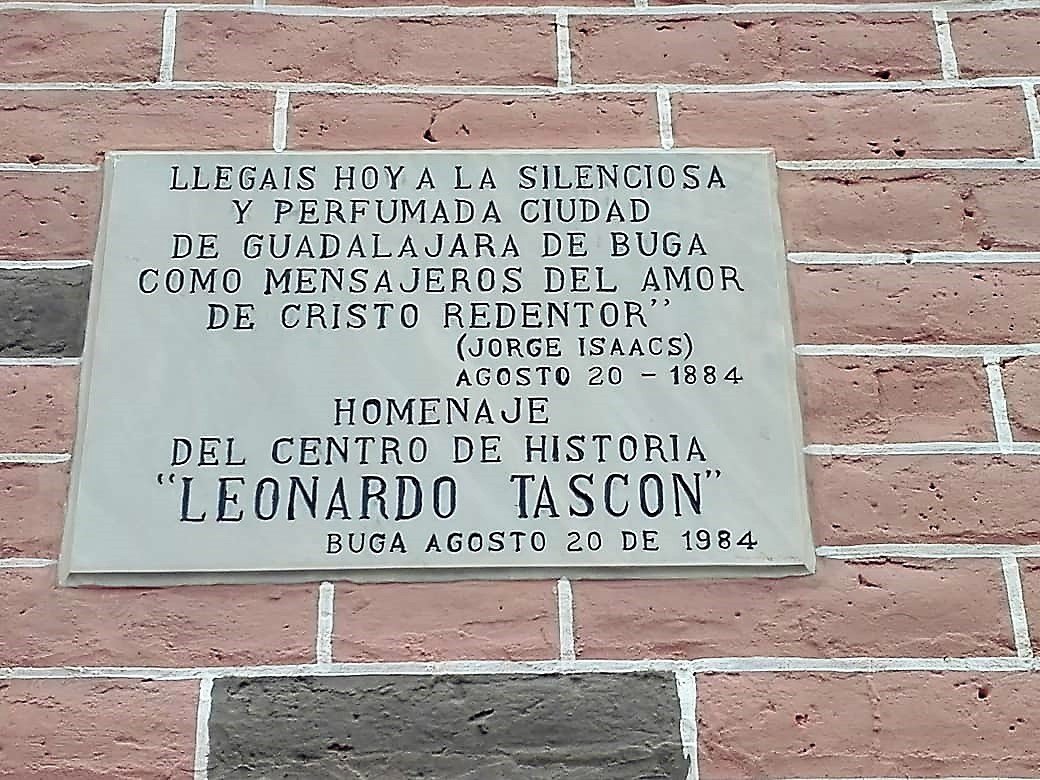 LLEGAIS HOY A LA SILENCIOSA
Y PERFUMADA CIUDAD
DE GUADALAJARA DE BUGA
COMO MENSAJEROS DEL AMOR
DE CRISTO REDENTOR"
(JORGE ISAACS)
AGOSTO 20 - 1884
HOMENAJE
DEL CENTRO DE HISTORIA
"LEONARDO TASCON"
BUGA AGOSTO 20 DE 1984